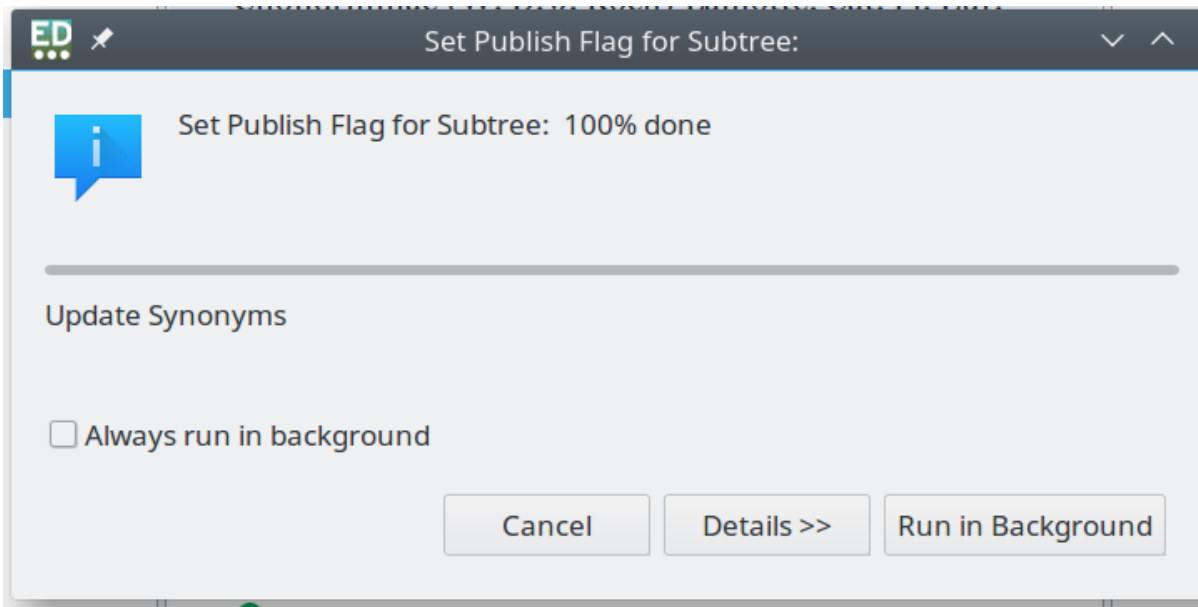 ED
Set Publish Flag for Subtree:
Set Publish Flag for Subtree: 100% done
Update Synonyms
Always run in background
Cancel
Details >>
Run in Background